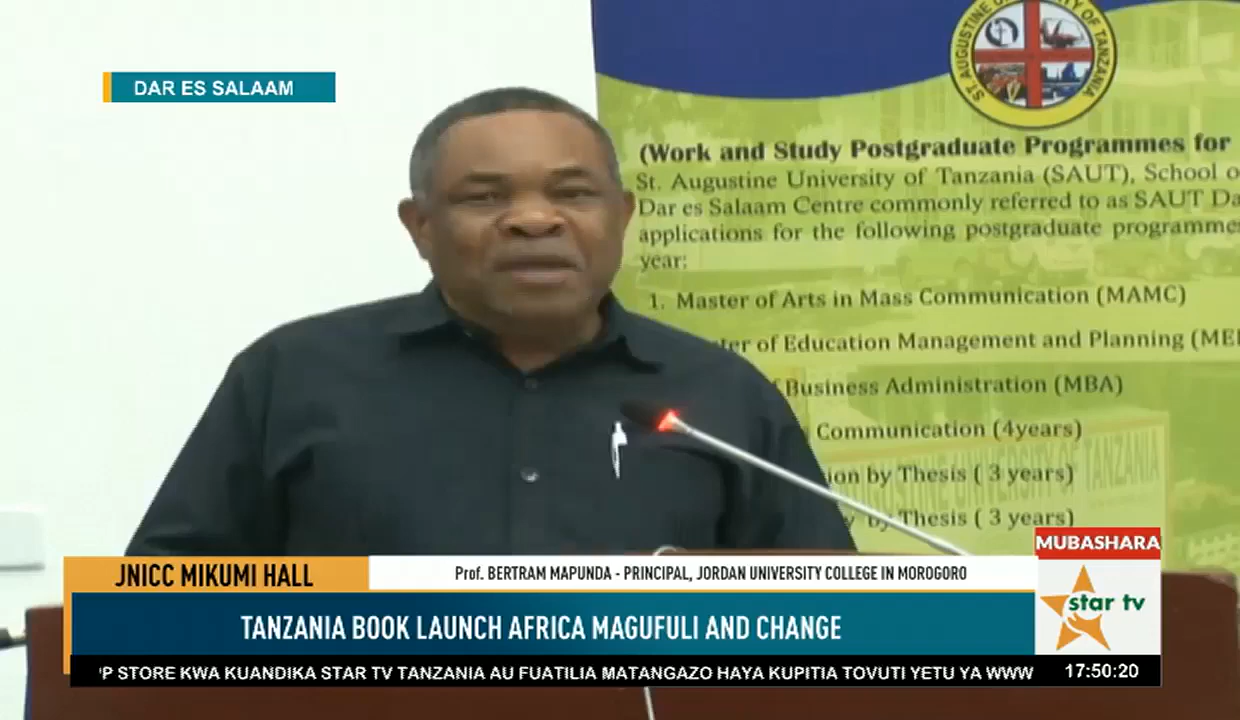 DAR ES SALAAM
ST AUGUSTINE UNIVERSITY OF TANZANIA
(Work and Study Postgraduate Programmes for
St. Augustine University of Tanzania (SAUT), School o
Dar es Salaam Centre commonly referred to as SAUT Da
applications for the following postgraduate programme
year:
1. Master of Arts in Mass Communication (MAMC)
ter of Education Management and Planning (ME
Business Administration (MBA)
Communication (4years)
ion by Thesis ( 3 years)
y by Thesis ( 3 years)
MUBASHARA
star tv
JNICC MIKUMI HALL
Prof. BERTRAM MAPUNDA - PRINCIPAL, JORDAN UNIVERSITY COLLEGE IN MOROGORO
TANZANIA BOOK LAUNCH AFRICA MAGUFULI AND CHANGE
P STORE KWA KUANDIKA STAR TV TANZANIA AU FUATILIA MATANGAZO HAYA KUPITIA TOVUTI YETU YA WWW
17:50:20